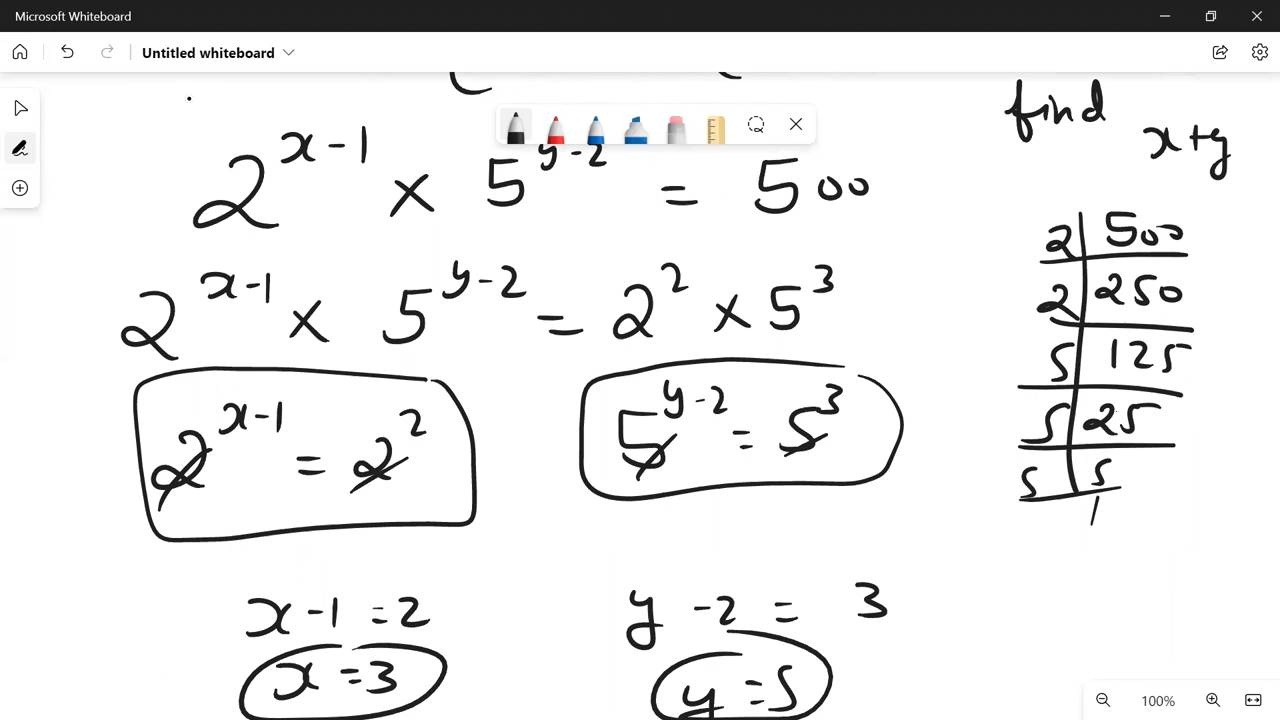 Microsoft Whiteboard
Untitled whiteboard
find
x+y
2^{x-1} × 5^{y-2} = 500
2^{x-1} × 5^{y-2} = 2^2 × 5^3
2^{x-1} = 2^2
5^{y-2} = 5^3
x-1 = 2
y-2 = 3
x = 3
y = 5
2 | 500
2 | 250
5 | 125
5 | 25
5 | 5
1
100%